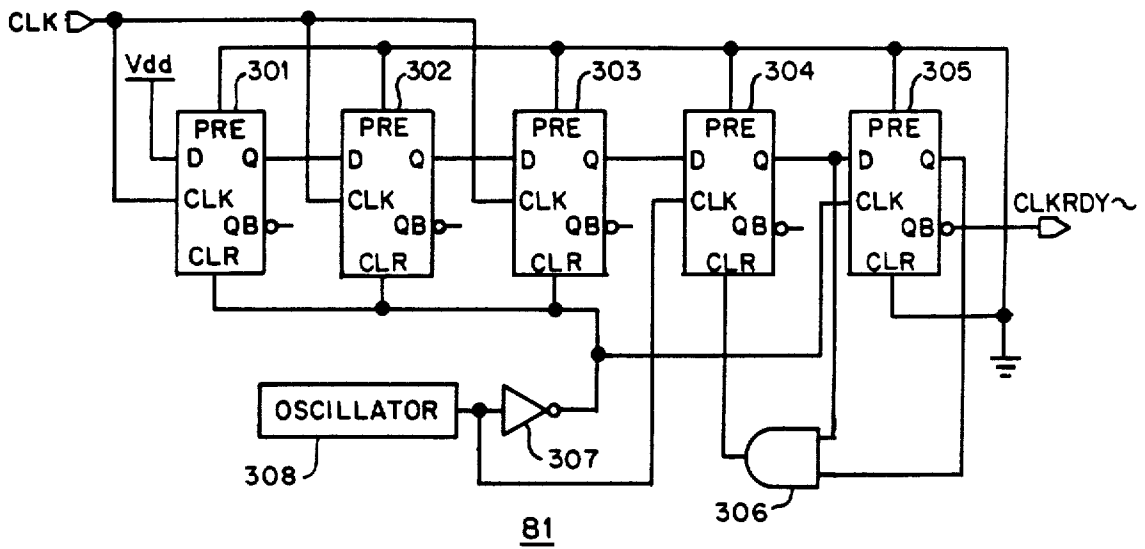 CLK
Vdd
301 302 303 304 305
PRE PRE PRE PRE PRE
D Q D Q D Q D Q D Q
CLK CLK CLK CLK CLK
CLKRDY~
QB QB QB QB QB
CLR CLR CLR CLR CLR
OSCILLATOR
307
308
306
81